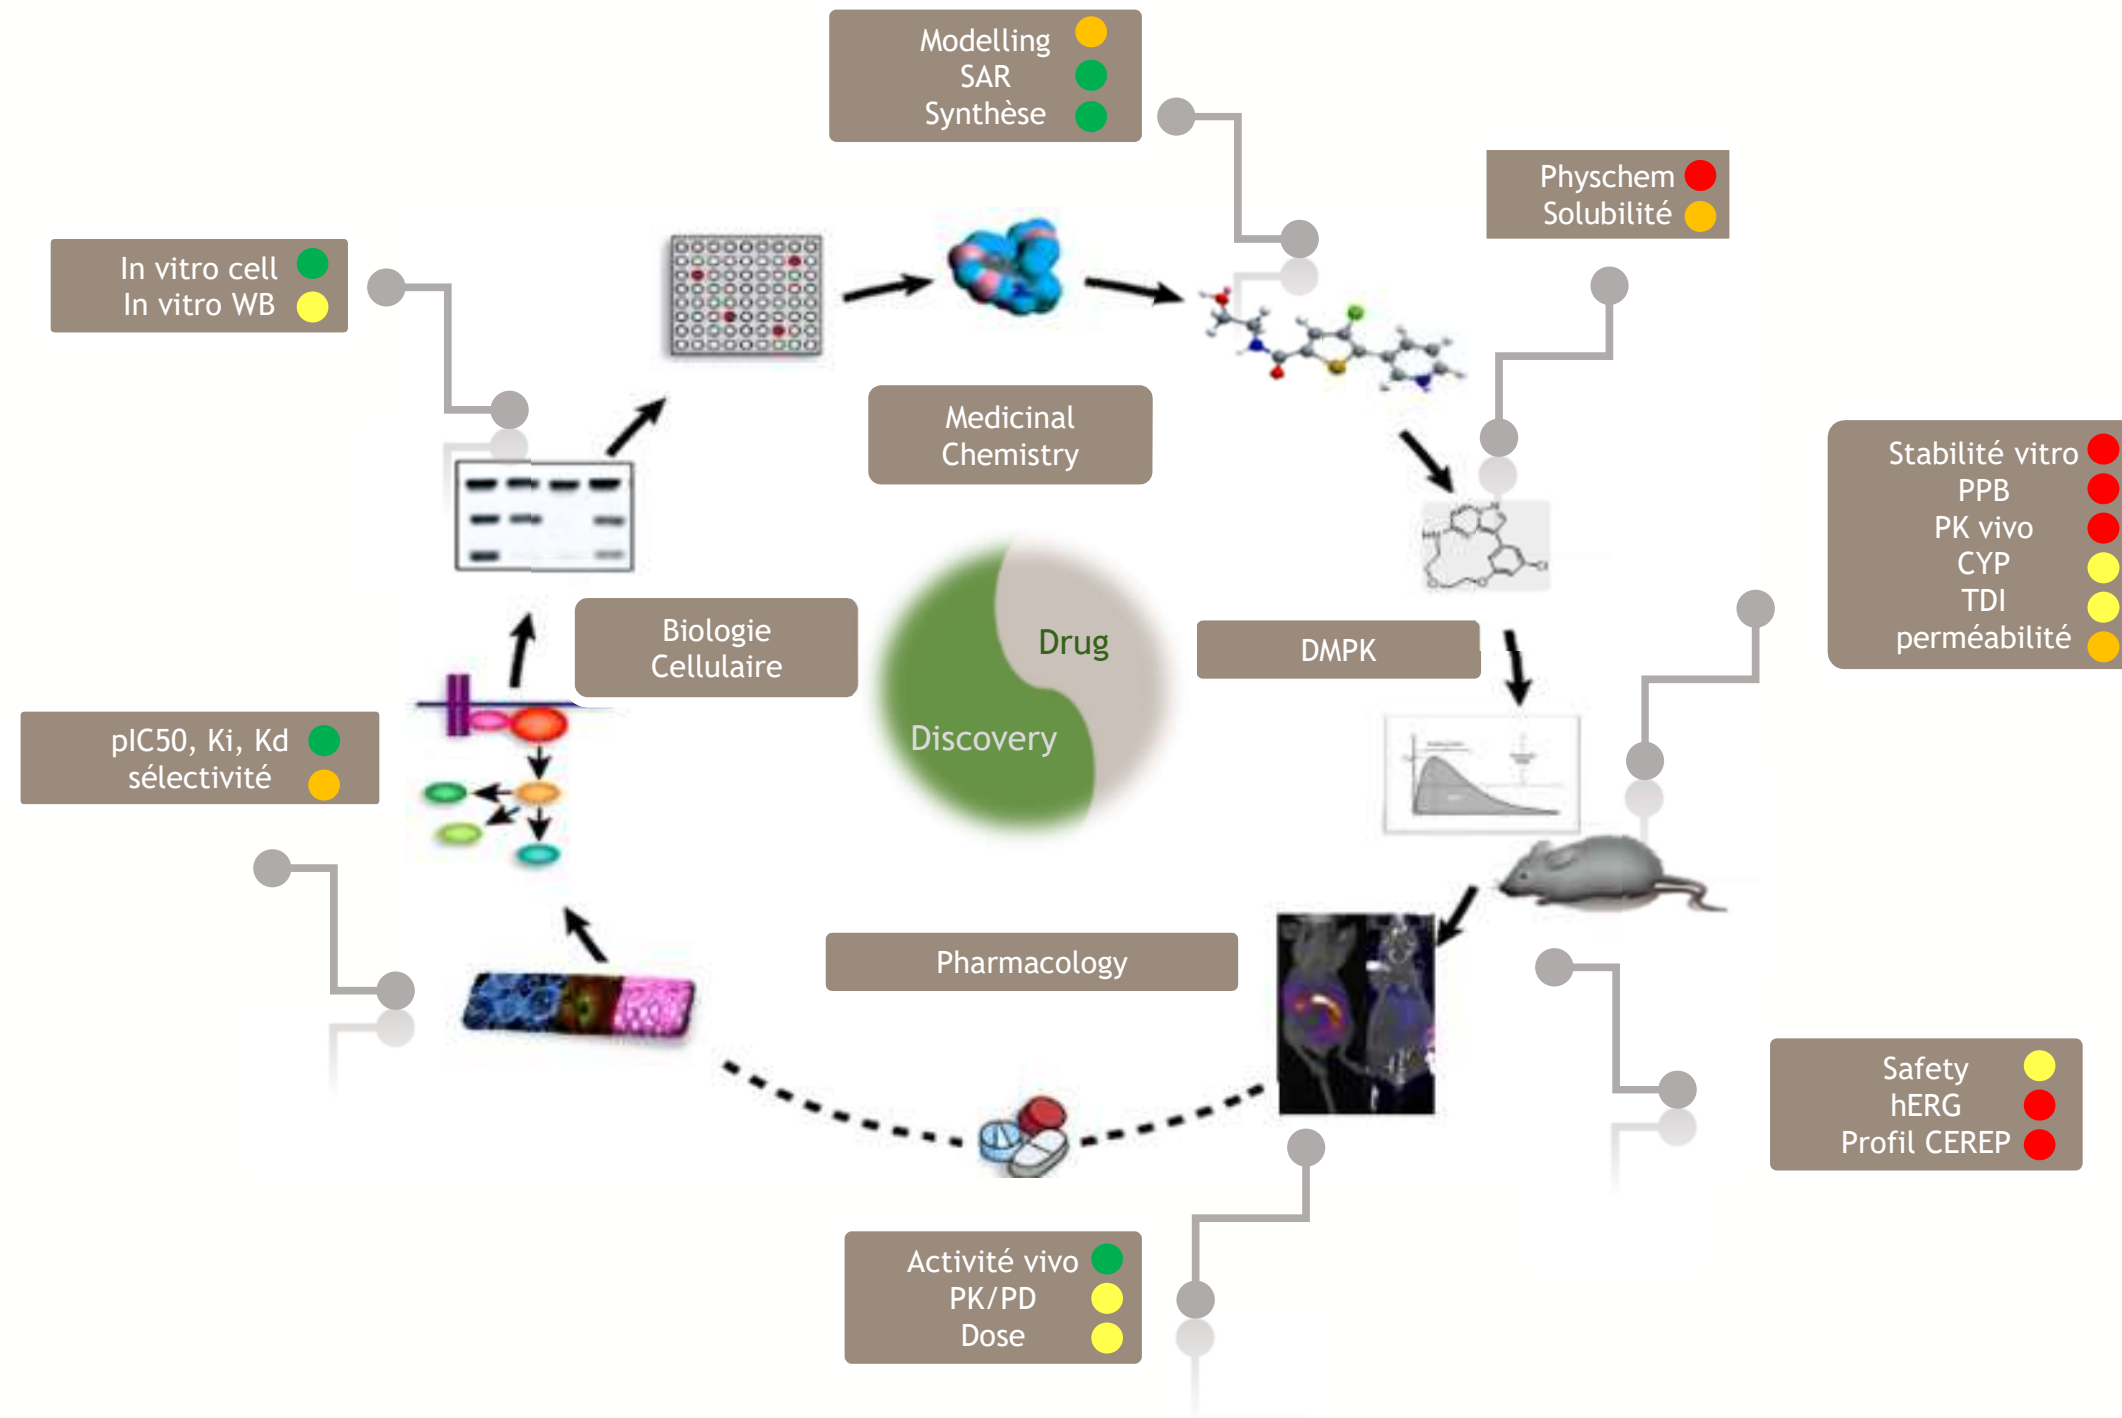 Modelling
SAR
Synthèse
Physchem
Solubilité
In vitro cell
In vitro WB
Medicinal
Chemistry
Stabilité vitro
PPB
PK vivo
CYP
TDI
perméabilité
Biologie
Cellulaire
Drug
Discovery
DMPK
pIC50, Ki, Kd
sélectivité
Pharmacology
Safety
hERG
Profil CEREP
Activité vivo
PK/PD
Dose